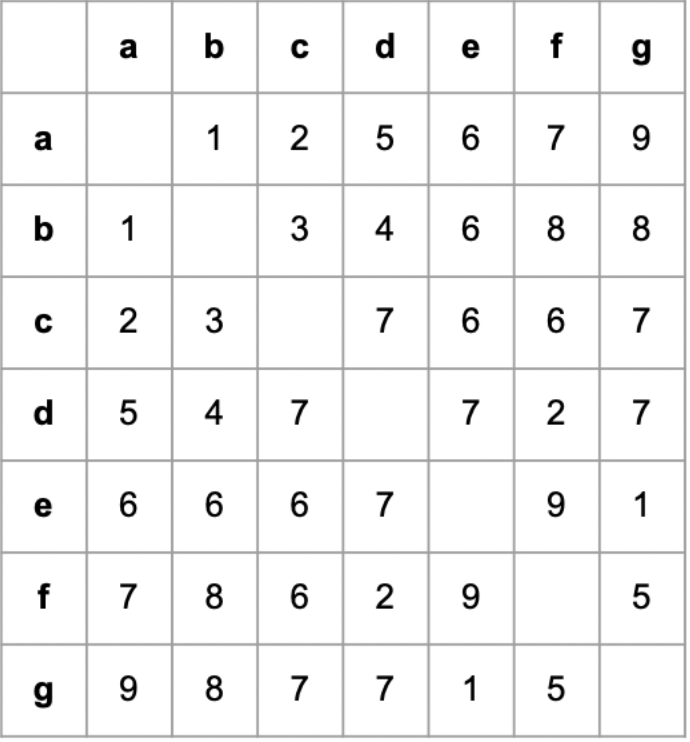 a b c d e f g
a 1 2 5 6 7 9
b 1 3 4 6 8 8
c 2 3 7 6 6 7
d 5 4 7 7 2 7
e 6 6 6 7 9 1
f 7 8 6 2 9 5
g 9 8 7 7 1 5